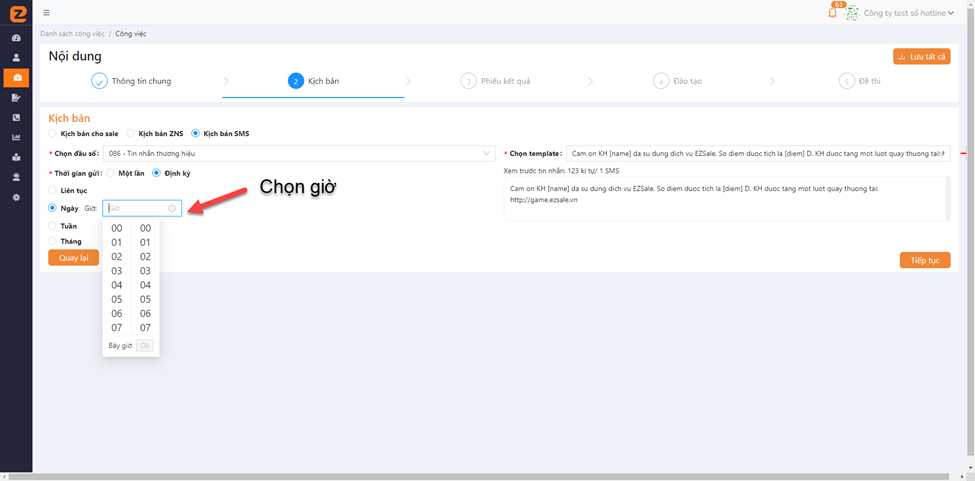 61
Công ty test số hotline
Danh sách công việc / Công việc
Nội dung
Lưu tất cả
Thông tin chung
2 Kịch bản
3 Phiếu kết quả
4 Đào tạo
5 Đề thi
Kịch bản
Kịch bản cho sale Kịch bản ZNS Kịch bản SMS
* Chọn đầu số: 086 - Tin nhắn thương hiệu
* Chọn template: Cam on KH [name] da su dung dich vu EZSale. So diem duoc tich la [diem] D. KH duoc tang mot luot quay thuong tai:
* Thời gian gửi: Một lần Định kỳ
Xem trước tin nhắn: 123 kí tự/ 1 SMS
Liên tục
Chọn giờ
Cam on KH [name] da su dung dich vu EZSale. So diem duoc tich la [diem] D. KH duoc tang mot luot quay thuong tai:
http://game.ezsale.vn
Ngày Giờ: Giờ
Tuần
Tháng
00 00
01 01
02 02
03 03
04 04
05 05
06 06
07 07
Bây giờ Ok
Quay lại
Tiếp tục